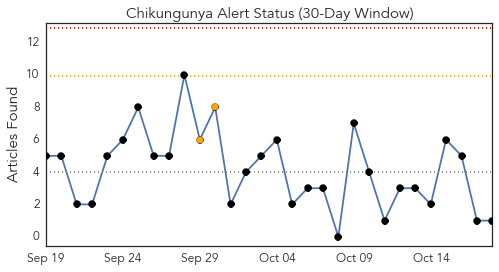 Chikungunya Alert Status (30-Day Window)
Articles Found
12
10
8
6
4
2
0
Sep 19 Sep 24 Sep 29 Oct 04 Oct 09 Oct 14